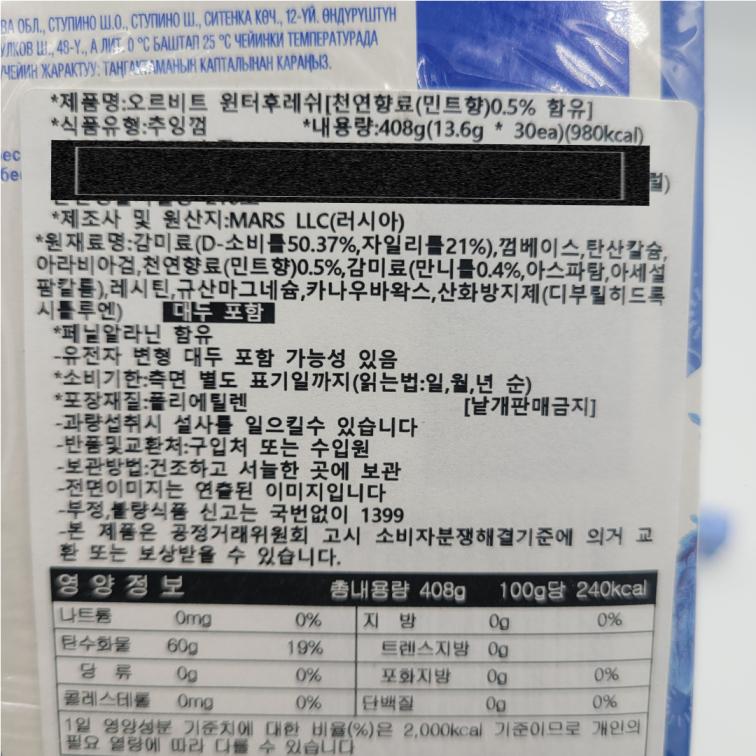 ВА ОБЛ., СТУПИНО Ш.О., СТУПИНО Ш., СИТЕНКА КӨЧ., 12-ҮЙ. ӨНДҮРҮШТҮН
УЛКОВ Ш., 48-Ү., А ЛИТ. 0 °С БАШТАП 25 °С ЧЕЙИНКИ ТЕМПЕРАТУРАДА
ЧЕЙИН ЖАРАКТУУ: ТАҢГАКТАМАНЫН КАПТАЛЫНАН КАРАҢЫЗ.
*제품명:오르비트 윈터후레쉬[천연향료(민트향)0.5% 함유]
*식품유형:추잉껌 *내용량:408g(13.6g * 30ea)(980kcal)
*제조사 및 원산지:MARS LLC(러시아)
*원재료명:감미료(D-소비톨50.37%,자일리톨21%),껌베이스,탄산칼슘,
아라비아검,천연향료(민트향)0.5%,감미료(만니톨0.4%,아스파탐,아세설
팜칼륨),레시틴,규산마그네슘,카나우바왁스,산화방지제(디부틸히드록
시톨루엔) 대두 포함
*페닐알라닌 함유
-유전자 변형 대두 포함 가능성 있음
*소비기한:측면 별도 표기일까지(읽는법:일,월,년 순)
*포장재질:폴리에틸렌 [낱개판매금지]
-과량섭취시 설사를 일으킬수 있습니다
-반품및교환처:구입처 또는 수입원
-보관방법:건조하고 서늘한 곳에 보관
-전면이미지는 연출된 이미지입니다
-부정,불량식품 신고는 국번없이 1399
-본 제품은 공정거래위원회 고시 소비자분쟁해결기준에 의거 교
환 또는 보상받을 수 있습니다.
영양정보 총내용량 408g 100g당 240kcal
나트륨 0mg 0% 지 방 0g 0%
탄수화물 60g 19% 트랜스지방 0g
당 류 0g 0% 포화지방 0g 0%
콜레스테롤 0mg 0% 단백질 0g 0%
1일 영양성분 기준치에 대한 비율(%)은 2,000kcal 기준이므로 개인의
필요 열량에 따라 다를 수 있습니다